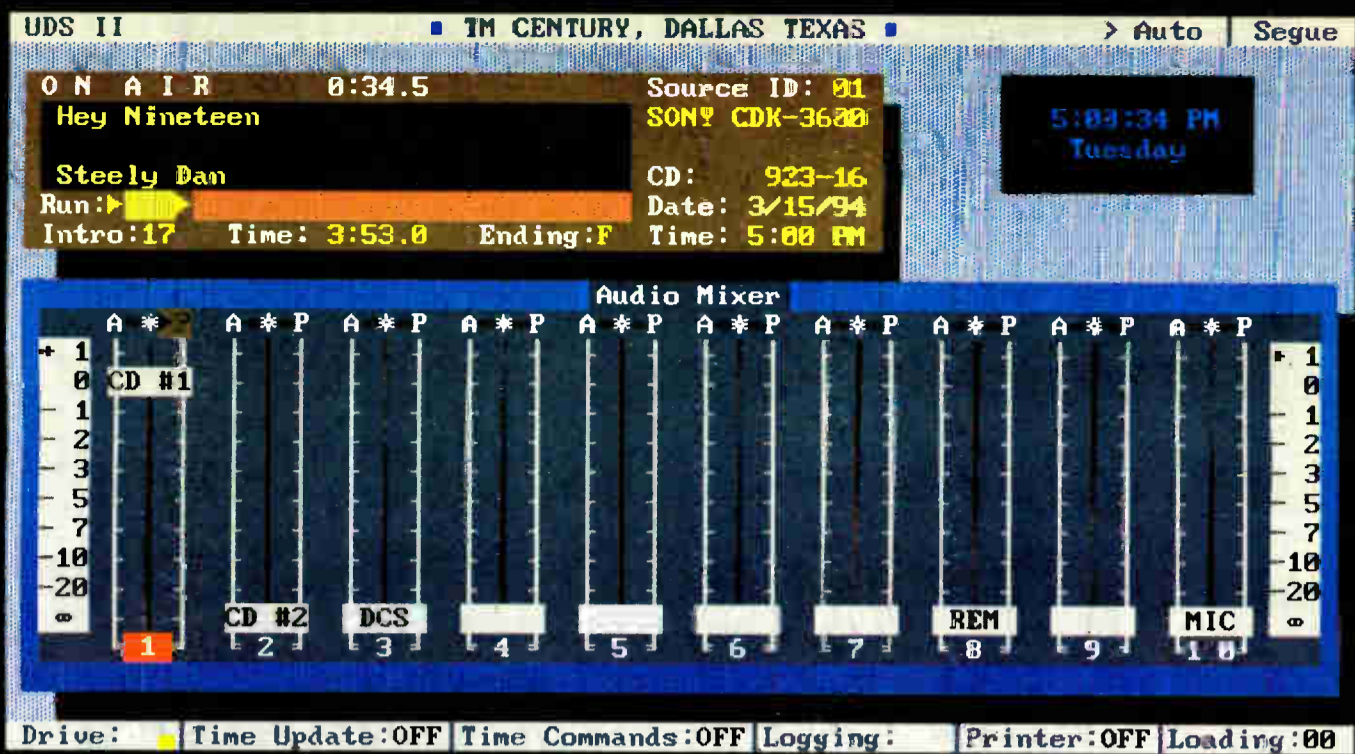 UDS II ▪ TM CENTURY, DALLAS TEXAS ▪ > Auto Segue
O N A I R 0:34.5 Source ID: 01
Hey Nineteen SONY CDK-3600
5:00:34 PM
Tuesday
Steely Dan CD: 923-16
Run: Date: 3/15/94
Intro:17 Time: 3:53.0 Ending:F Time: 5:00 PM
Audio Mixer
A * P A * P A * P A * P A * P A * P A * P A * P A * P A * P
+ 1 + 1
0 CD #1 0
1 1
2 2
3 3
5 5
7 7
10 10
20 20
∞ CD #2 DCS REM MIC ∞
1 2 3 4 5 6 7 8 9 10
Drive: Time Update:OFF Time Commands:OFF Logging: Printer:OFF Loading:00